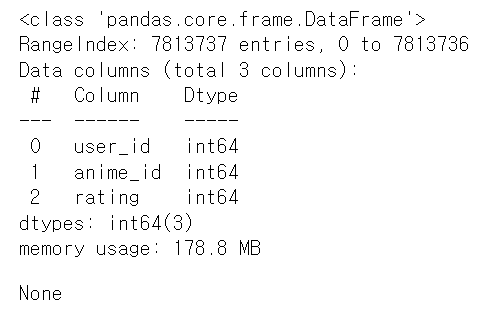 <class 'pandas.core.frame.DataFrame'>
RangeIndex: 7813737 entries, 0 to 7813736
Data columns (total 3 columns):
 #   Column    Dtype
---  ------    -----
 0   user_id   int64
 1   anime_id  int64
 2   rating    int64
dtypes: int64(3)
memory usage: 178.8 MB

None